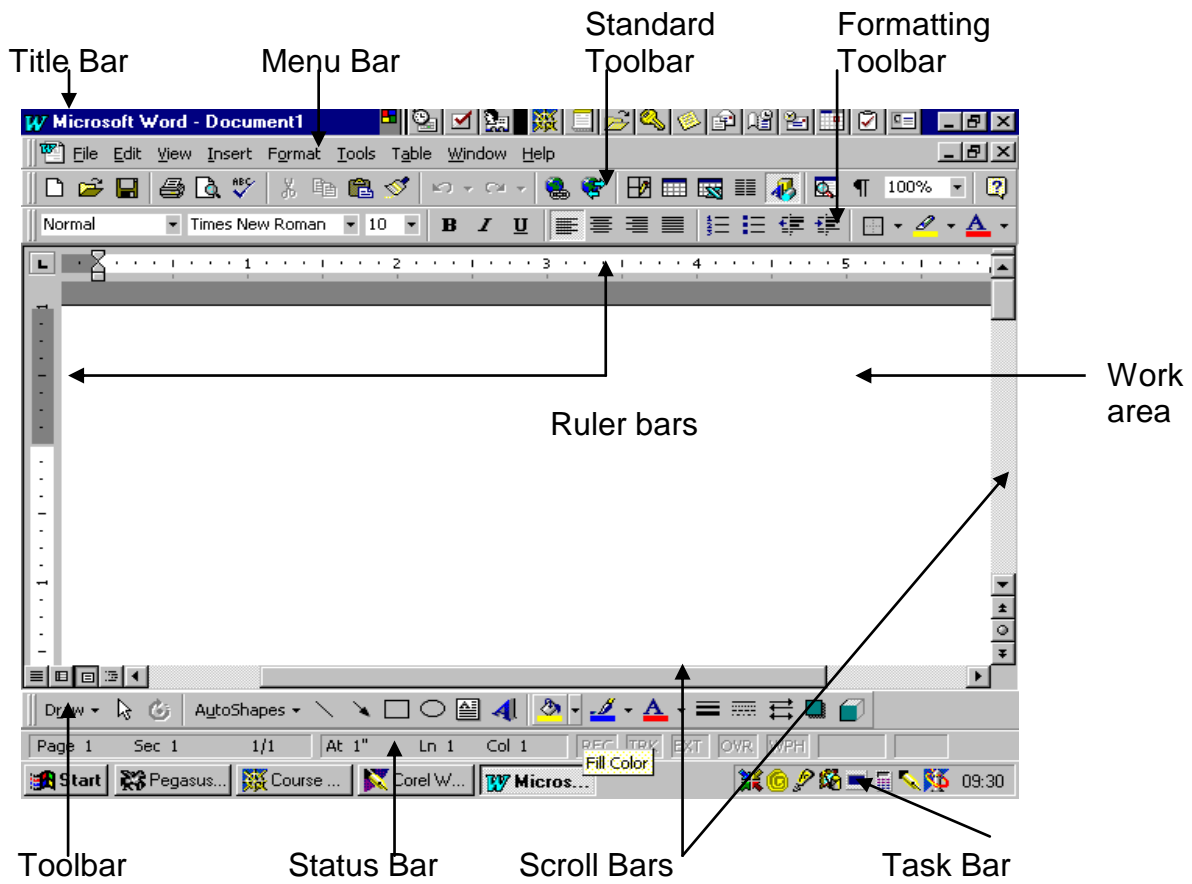 Standard Formatting
Title Bar Menu Bar Toolbar Toolbar
Microsoft Word - Document1
File Edit View Insert Format Tools Table Window Help
ABC 100% ¶
Normal Times New Roman 10 B I U A
1 2 3 4 5
1
Work
area
Ruler bars
1
Draw AutoShapes A A
Page 1 Sec 1 1/1 At 1" Ln 1 Col 1 REC TRK EXT OVR WPH
Fill Color
Start Pegasus... Course ... Corel W... Micros... 09:30
Toolbar Status Bar Scroll Bars Task Bar